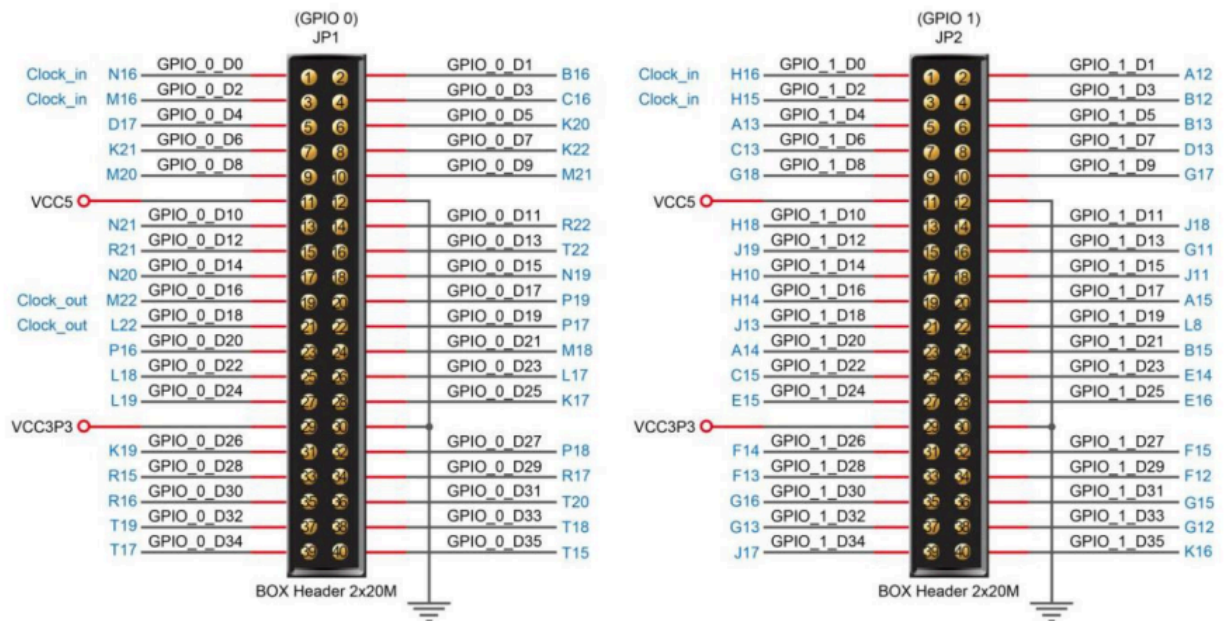 (GPIO 0)
JP1
Clock_in N16 GPIO_0_D0 1 2 GPIO_0_D1 B16
Clock_in M16 GPIO_0_D2 3 4 GPIO_0_D3 C16
D17 GPIO_0_D4 5 6 GPIO_0_D5 K20
K21 GPIO_0_D6 7 8 GPIO_0_D7 K22
M20 GPIO_0_D8 9 10 GPIO_0_D9 M21
VCC5 11 12
N21 GPIO_0_D10 13 14 GPIO_0_D11 R22
R21 GPIO_0_D12 15 16 GPIO_0_D13 T22
N20 GPIO_0_D14 17 18 GPIO_0_D15 N19
Clock_out M22 GPIO_0_D16 19 20 GPIO_0_D17 P19
Clock_out L22 GPIO_0_D18 21 22 GPIO_0_D19 P17
P16 GPIO_0_D20 23 24 GPIO_0_D21 M18
L18 GPIO_0_D22 25 26 GPIO_0_D23 L17
L19 GPIO_0_D24 27 28 GPIO_0_D25 K17
VCC3P3 29 30
K19 GPIO_0_D26 31 32 GPIO_0_D27 P18
R15 GPIO_0_D28 33 34 GPIO_0_D29 R17
R16 GPIO_0_D30 35 36 GPIO_0_D31 T20
T19 GPIO_0_D32 37 38 GPIO_0_D33 T18
T17 GPIO_0_D34 39 40 GPIO_0_D35 T15
BOX Header 2x20M
(GPIO 1)
JP2
Clock_in H16 GPIO_1_D0 1 2 GPIO_1_D1 A12
Clock_in H15 GPIO_1_D2 3 4 GPIO_1_D3 B12
A13 GPIO_1_D4 5 6 GPIO_1_D5 B13
C13 GPIO_1_D6 7 8 GPIO_1_D7 D13
G18 GPIO_1_D8 9 10 GPIO_1_D9 G17
VCC5 11 12
H18 GPIO_1_D10 13 14 GPIO_1_D11 J18
J19 GPIO_1_D12 15 16 GPIO_1_D13 G11
H10 GPIO_1_D14 17 18 GPIO_1_D15 J11
H14 GPIO_1_D16 19 20 GPIO_1_D17 A15
J13 GPIO_1_D18 21 22 GPIO_1_D19 L8
A14 GPIO_1_D20 23 24 GPIO_1_D21 B15
C15 GPIO_1_D22 25 26 GPIO_1_D23 E14
E15 GPIO_1_D24 27 28 GPIO_1_D25 E16
VCC3P3 29 30
F14 GPIO_1_D26 31 32 GPIO_1_D27 F15
F13 GPIO_1_D28 33 34 GPIO_1_D29 F12
G16 GPIO_1_D30 35 36 GPIO_1_D31 G15
G13 GPIO_1_D32 37 38 GPIO_1_D33 G12
J17 GPIO_1_D34 39 40 GPIO_1_D35 K16
BOX Header 2x20M